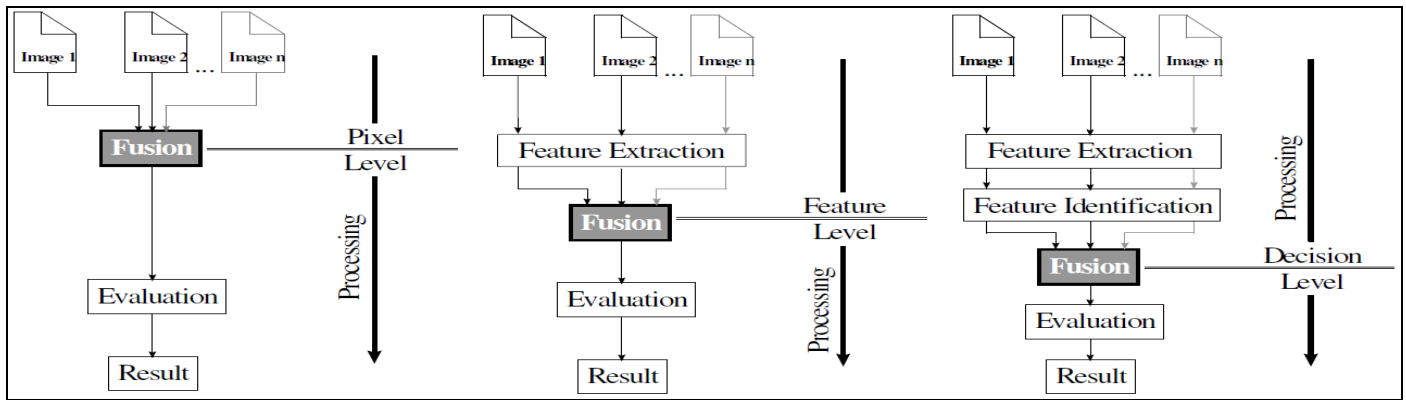 Image 1
Image 2
...
Image n
Fusion
Pixel
Level
Processing
Evaluation
Result
Image 1
Image 2
...
Image n
Feature Extraction
Fusion
Feature
Level
Processing
Evaluation
Result
Image 1
Image 2
...
Image n
Feature Extraction
Feature Identification
Processing
Fusion
Decision
Level
Evaluation
Result